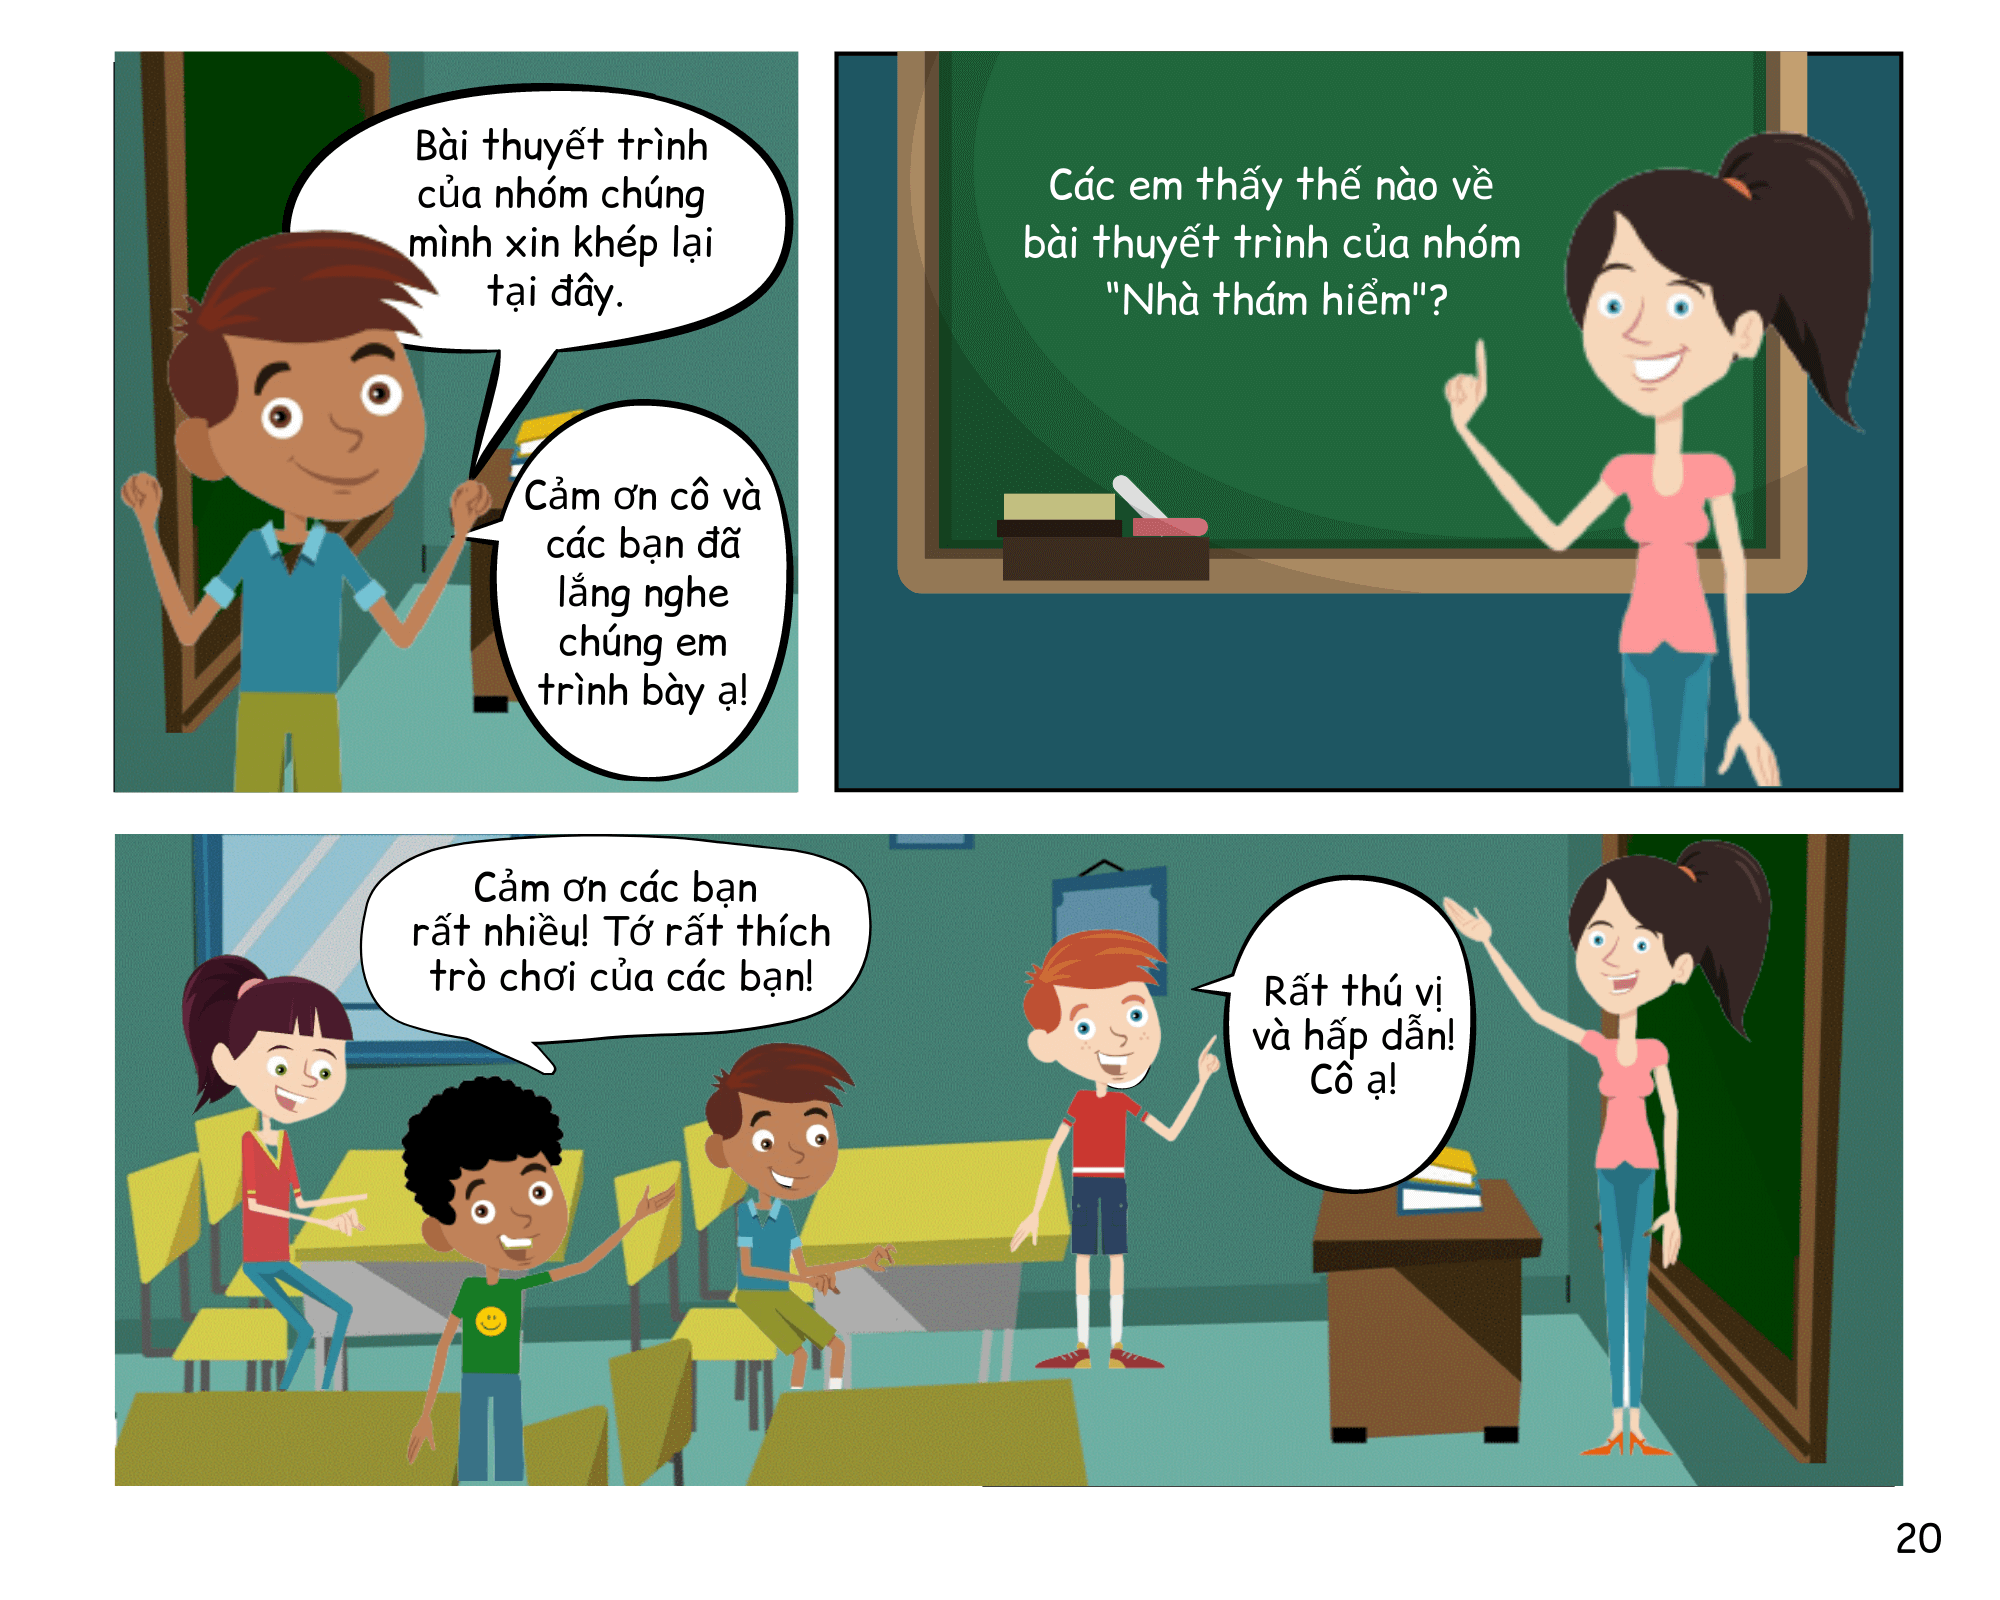 Bài thuyết trình
của nhóm chúng
mình xin khép lại
tại đây.
Cảm ơn cô và
các bạn đã
lắng nghe
chúng em
trình bày ạ!
Các em thấy thế nào về
bài thuyết trình của nhóm
"Nhà thám hiểm"?
Cảm ơn các bạn
rất nhiều! Tớ rất thích
trò chơi của các bạn!
Rất thú vị
và hấp dẫn!
Cô ạ!
20